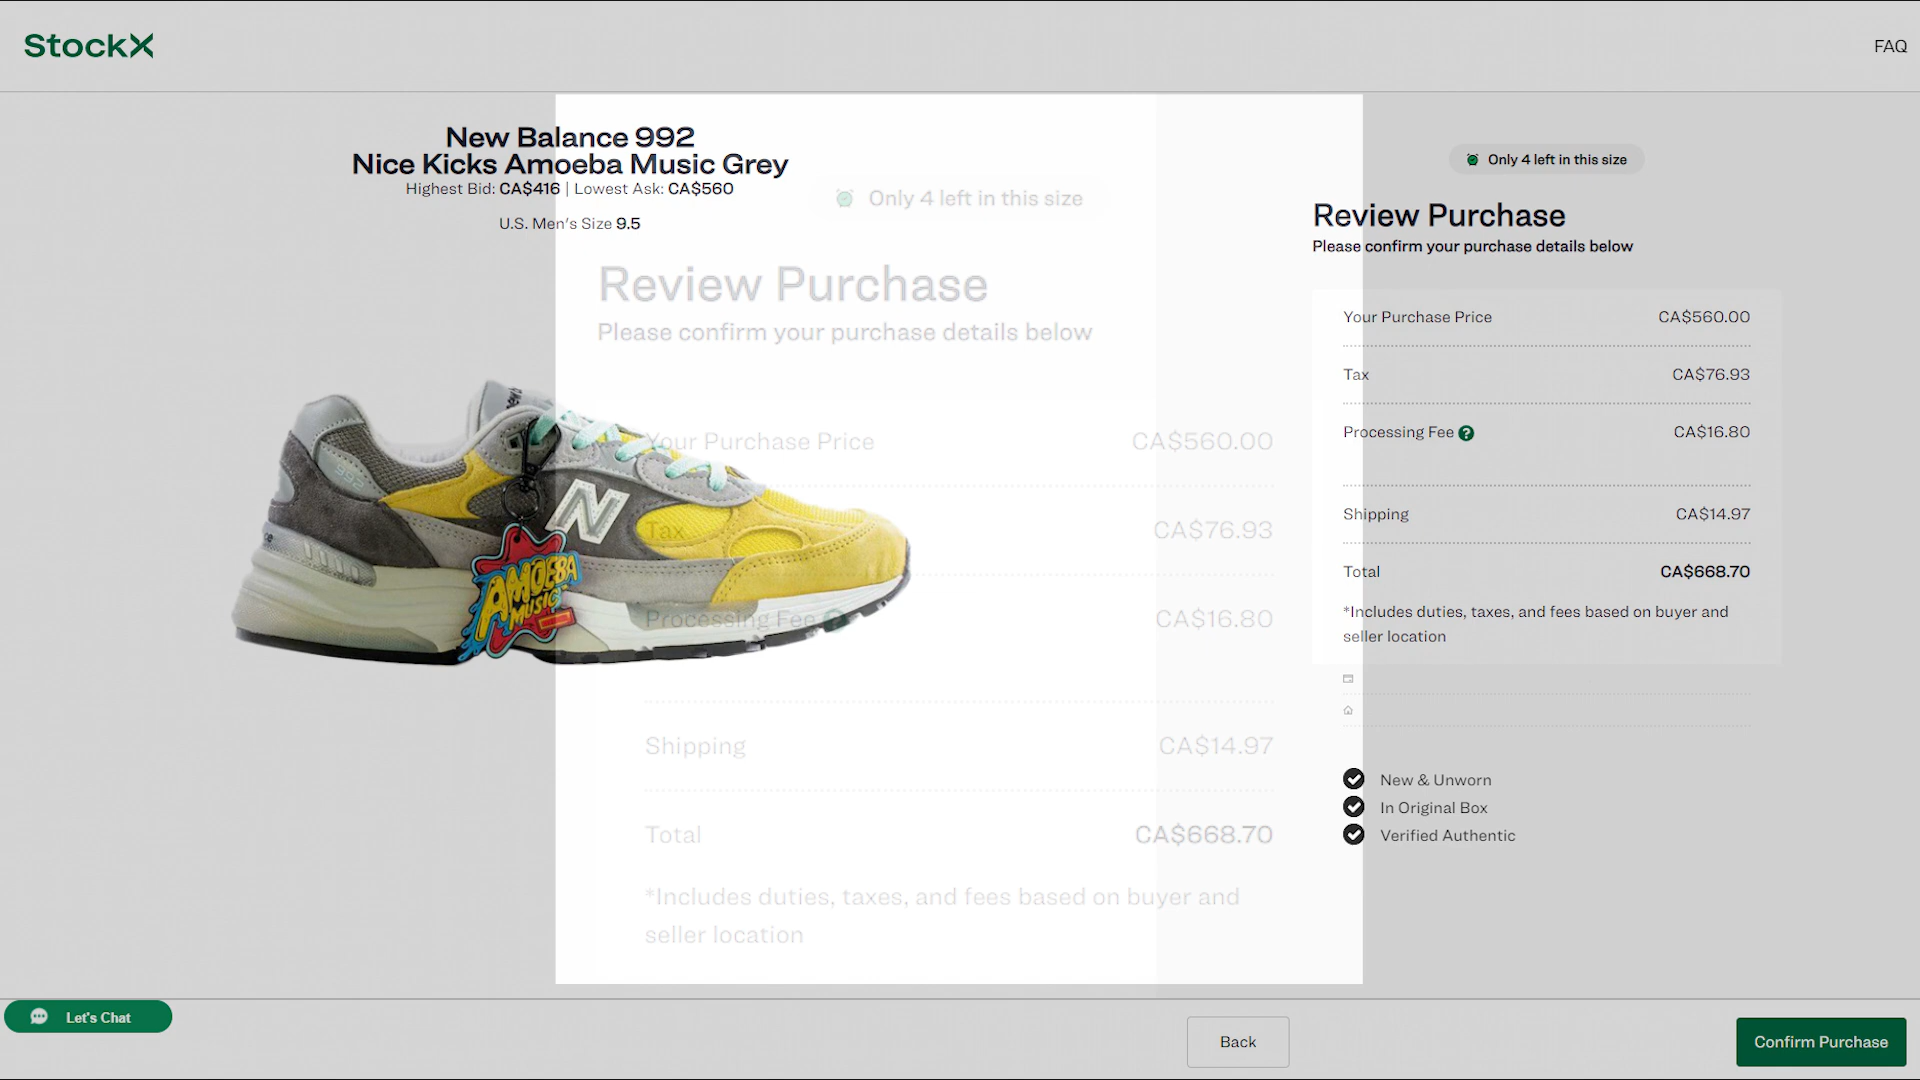 StockX
FAQ
New Balance 992
Nice Kicks Amoeba Music Grey
Highest Bid: CA$416 | Lowest Ask: CA$560
U.S. Men's Size 9.5
992
N
AMOEBA
MUSIC
Only 4 left in this size
Review Purchase
Please confirm your purchase details below
Your Purchase Price CA$560.00
Tax CA$76.93
Processing Fee ? CA$16.80
Shipping CA$14.97
Total CA$668.70
*Includes duties, taxes, and fees based on buyer and
seller location
Only 4 left in this size
Review Purchase
Please confirm your purchase details below
Your Purchase Price CA$560.00
Tax CA$76.93
Processing Fee ? CA$16.80
Shipping CA$14.97
Total CA$668.70
*Includes duties, taxes, and fees based on buyer and
seller location
New & Unworn
In Original Box
Verified Authentic
Let's Chat
Back
Confirm Purchase